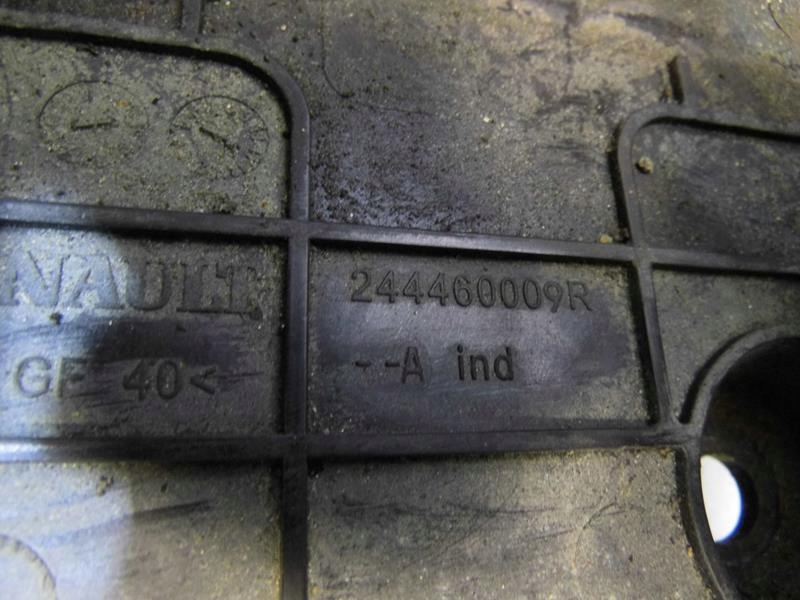 NAULT
244460009R
GF 40<
--A ind